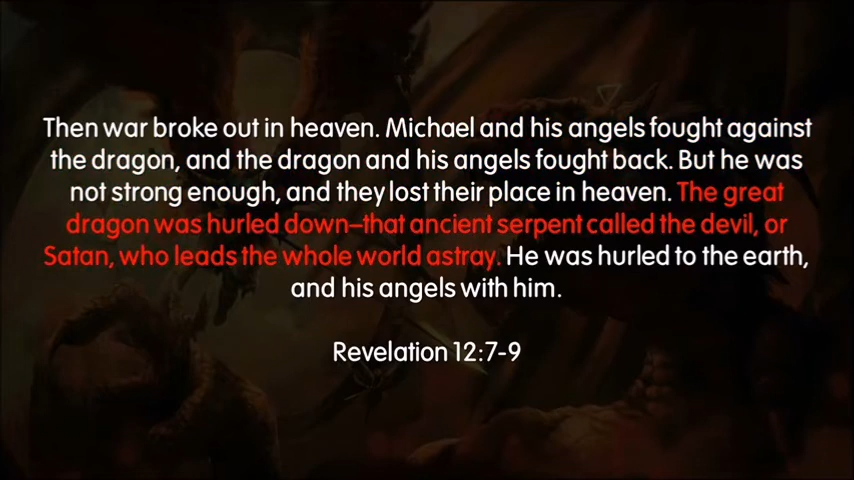 Then war broke out in heaven. Michael and his angels fought against
the dragon, and the dragon and his angels fought back. But he was
not strong enough, and they lost their place in heaven. The great
dragon was hurled down–that ancient serpent called the devil, or
Satan, who leads the whole world astray. He was hurled to the earth,
and his angels with him.
Revelation 12:7-9